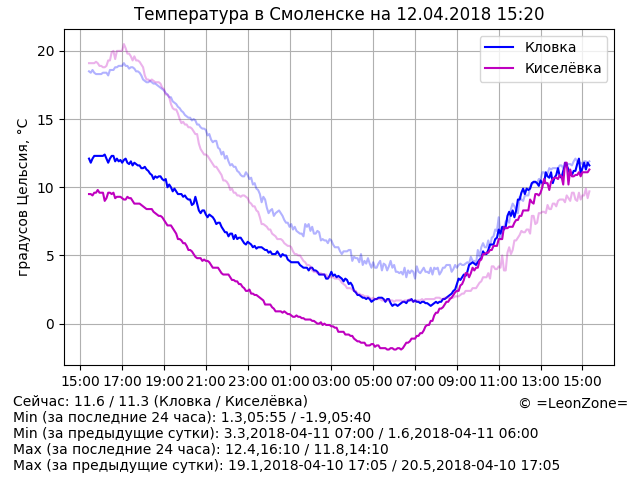 Температура в Смоленске на 12.04.2018 15:20
Кловка
Киселёвка
градусов Цельсия, °С
20
15
10
5
0
15:00 17:00 19:00 21:00 23:00 01:00 03:00 05:00 07:00 09:00 11:00 13:00 15:00
Сейчас: 11.6 / 11.3 (Кловка / Киселёвка)
© =LeonZone=
Min (за последние 24 часа): 1.3,05:55 / -1.9,05:40
Min (за предыдущие сутки): 3.3,2018-04-11 07:00 / 1.6,2018-04-11 06:00
Max (за последние 24 часа): 12.4,16:10 / 11.8,14:10
Max (за предыдущие сутки): 19.1,2018-04-10 17:05 / 20.5,2018-04-10 17:05